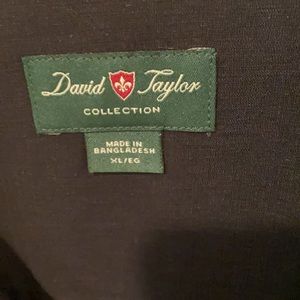 David Taylor
COLLECTION
MADE IN
BANGLADESH
XL/EG